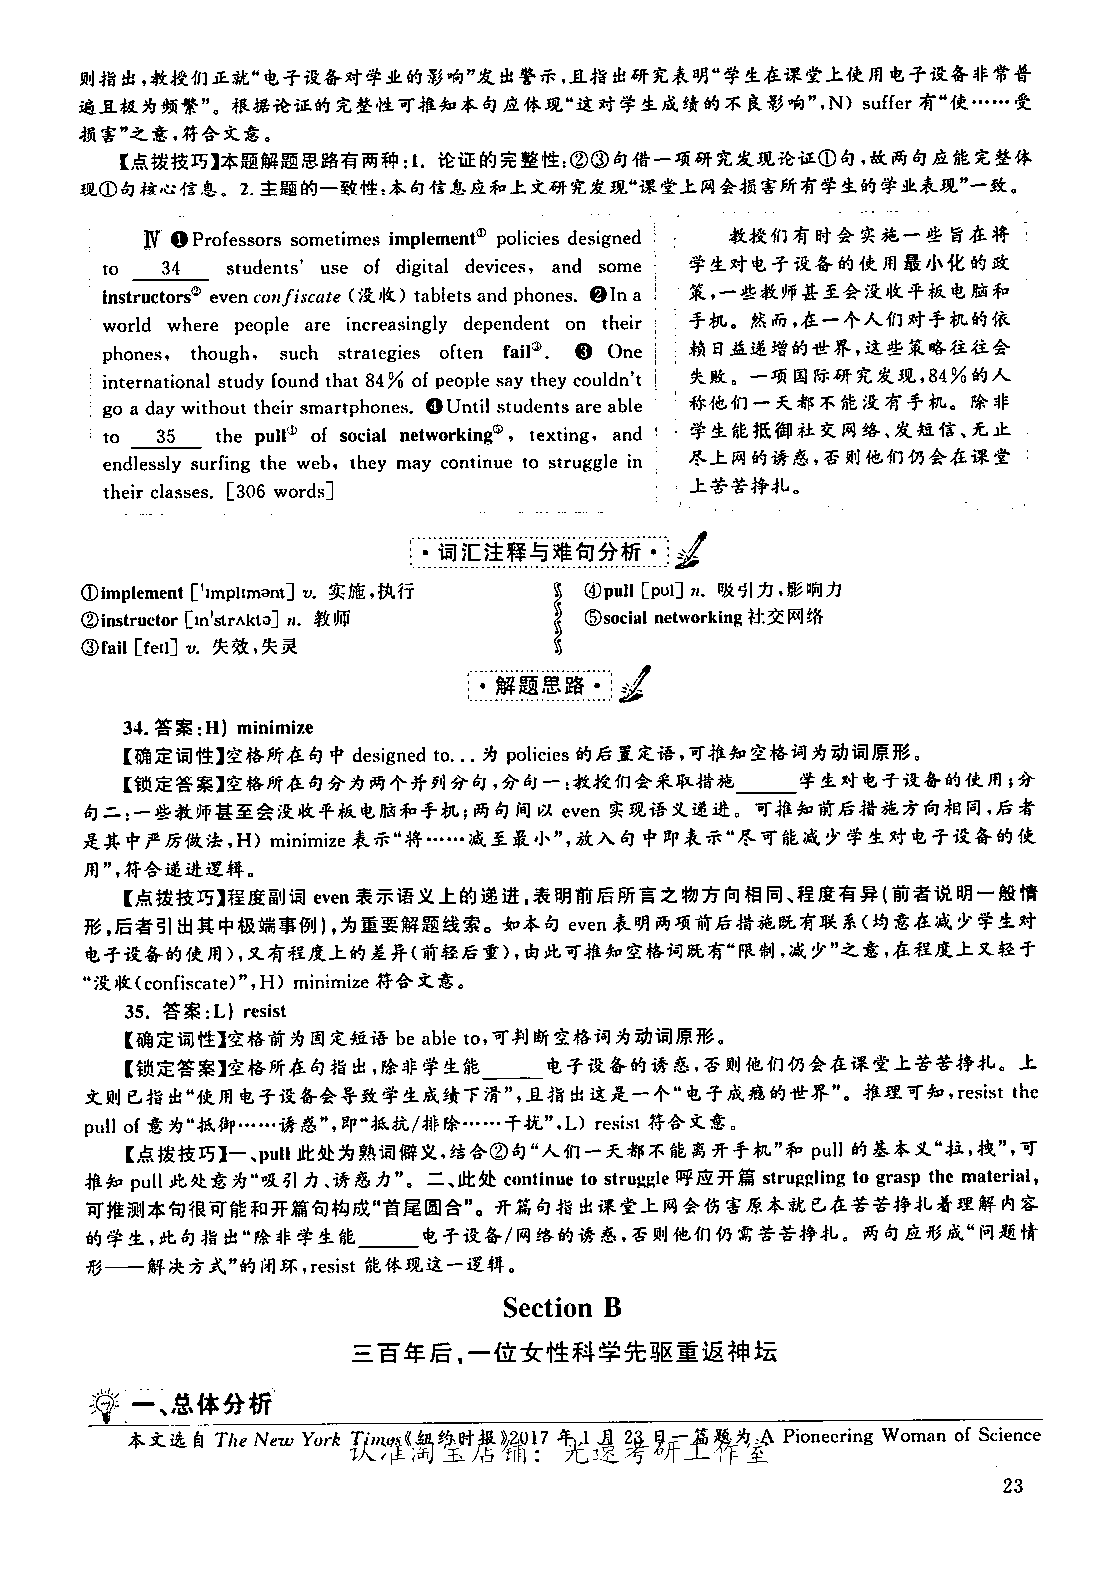 则指出,教授们正就“电子设备对学业的影响”发出警示,且指出研究表明“学生在课堂上使用电子设备非常普
遍且极为频繁”。根据论证的完整性可推知本句应体现“这对学生成绩的不良影响”,N) suffer 有“使……受
损害”之意,符合文意。
【点拨技巧】本题解题思路有两种:1. 论证的完整性:②③句借一项研究发现论证①句,故两句应能完整体
现①句核心信息。2. 主题的一致性:本句信息应和上文研究发现“课堂上网会损害所有学生的学业表现”一致。
Ⅳ ❶Professors sometimes implement① policies designed
to 34 students' use of digital devices, and some
instructors② even confiscate (没收) tablets and phones. ❷In a
world where people are increasingly dependent on their
phones, though, such strategies often fail③. ❸ One
international study found that 84% of people say they couldn't
go a day without their smartphones. ❹Until students are able
to 35 the pull④ of social networking⑤, texting, and
endlessly surfing the web, they may continue to struggle in
their classes. [306 words]
教授们有时会实施一些旨在将
学生对电子设备的使用最小化的政
策,一些教师甚至会没收平板电脑和
手机。然而,在一个人们对手机的依
赖日益递增的世界,这些策略往往会
失败。一项国际研究发现,84%的人
称他们一天都不能没有手机。除非
学生能抵御社交网络、发短信、无止
尽上网的诱惑,否则他们仍会在课堂
上苦苦挣扎。
·词汇注释与难句分析·
①implement [ˈɪmplɪmənt] v. 实施,执行
②instructor [ɪnˈstrʌktə] n. 教师
③fail [feɪl] v. 失效,失灵
④pull [pʊl] n. 吸引力,影响力
⑤social networking 社交网络
·解题思路·
34. 答案:H) minimize
【确定词性】空格所在句中 designed to... 为 policies 的后置定语,可推知空格词为动词原形。
【锁定答案】空格所在句分为两个并列分句,分句一:教授们会采取措施______学生对电子设备的使用;分
句二:一些教师甚至会没收平板电脑和手机;两句间以 even 实现语义递进。可推知前后措施方向相同,后者
是其中严厉做法,H) minimize 表示“将……减至最小”,放入句中即表示“尽可能减少学生对电子设备的使
用”,符合递进逻辑。
【点拨技巧】程度副词 even 表示语义上的递进,表明前后所言之物方向相同、程度有异(前者说明一般情
形,后者引出其中极端事例),为重要解题线索。如本句 even 表明两项前后措施既有联系(均意在减少学生对
电子设备的使用),又有程度上的差异(前轻后重),由此可推知空格词既有“限制,减少”之意,在程度上又轻于
“没收(confiscate)”,H) minimize 符合文意。
35. 答案:L) resist
【确定词性】空格前为固定短语 be able to,可判断空格词为动词原形。
【锁定答案】空格所在句指出,除非学生能______电子设备的诱惑,否则他们仍会在课堂上苦苦挣扎。上
文则已指出“使用电子设备会导致学生成绩下滑”,且指出这是一个“电子成瘾的世界”。推理可知,resist the
pull of 意为“抵御……诱惑”,即“抵抗/排除……干扰”,L) resist 符合文意。
【点拨技巧】一、pull 此处为熟词僻义,结合②句“人们一天都不能离开手机”和 pull 的基本义“拉,拽”,可
推知 pull 此处意为“吸引力、诱惑力”。二、此处 continue to struggle 呼应开篇 struggling to grasp the material,
可推测本句很可能和开篇句构成“首尾圆合”。开篇句指出课堂上网会伤害原本就已在苦苦挣扎着理解内容
的学生,此句指出“除非学生能______电子设备/网络的诱惑,否则他们仍需苦苦挣扎。两句应形成“问题情
形——解决方式”的闭环,resist 能体现这一逻辑。
Section B
三百年后,一位女性科学先驱重返神坛
一、总体分析
本文选自 The New York Times《纽约时报》2017 年 1 月 23 日一篇题为 A Pioneering Woman of Science
认准淘宝店铺:光速考研工作室
23